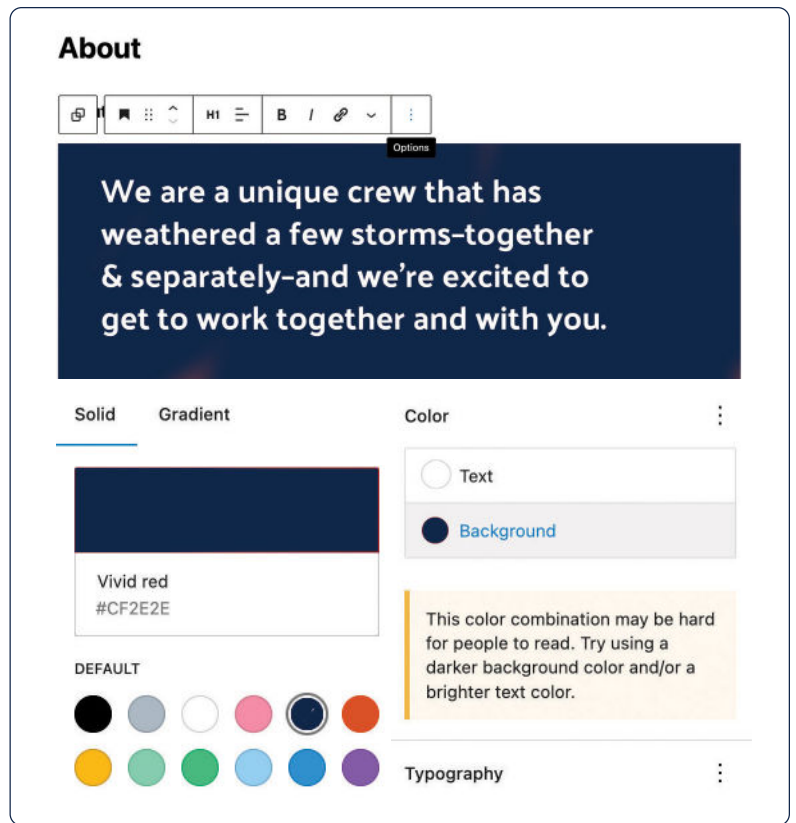 About
H1
B I
Options
We are a unique crew that has
weathered a few storms–together
& separately–and we’re excited to
get to work together and with you.
Solid Gradient
Vivid red
#CF2E2E
DEFAULT
Color
Text
Background
This color combination may be hard
for people to read. Try using a
darker background color and/or a
brighter text color.
Typography